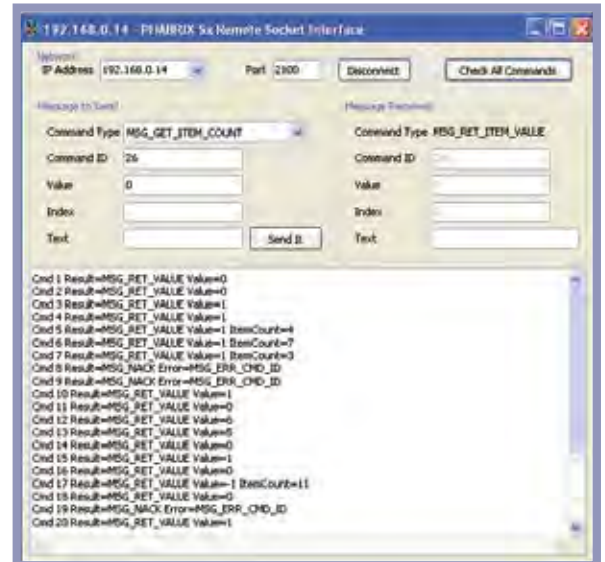 192.168.0.14 - PHABRIX Sx Remote Socket Interface
Network
IP Address 192.168.0.14 Port 2100 Disconnect Check All Commands
Message to Send Message Received
Command Type MSG_GET_ITEM_COUNT Command Type MSG_RET_ITEM_VALUE
Command ID 26 Command ID
Value 0 Value
Index Index
Text Send It Text
Cmd 1 Result=MSG_RET_VALUE Value=0
Cmd 2 Result=MSG_RET_VALUE Value=0
Cmd 3 Result=MSG_RET_VALUE Value=1
Cmd 4 Result=MSG_RET_VALUE Value=1
Cmd 5 Result=MSG_RET_VALUE Value=1 ItemCount=4
Cmd 6 Result=MSG_RET_VALUE Value=1 ItemCount=7
Cmd 7 Result=MSG_RET_VALUE Value=1 ItemCount=3
Cmd 8 Result=MSG_NACK Error=MSG_ERR_CMD_ID
Cmd 9 Result=MSG_NACK Error=MSG_ERR_CMD_ID
Cmd 10 Result=MSG_RET_VALUE Value=1
Cmd 11 Result=MSG_RET_VALUE Value=0
Cmd 12 Result=MSG_RET_VALUE Value=6
Cmd 13 Result=MSG_RET_VALUE Value=5
Cmd 14 Result=MSG_RET_VALUE Value=0
Cmd 15 Result=MSG_RET_VALUE Value=1
Cmd 16 Result=MSG_RET_VALUE Value=0
Cmd 17 Result=MSG_RET_VALUE Value=-1 ItemCount=11
Cmd 18 Result=MSG_RET_VALUE Value=0
Cmd 19 Result=MSG_NACK Error=MSG_ERR_CMD_ID
Cmd 20 Result=MSG_RET_VALUE Value=1